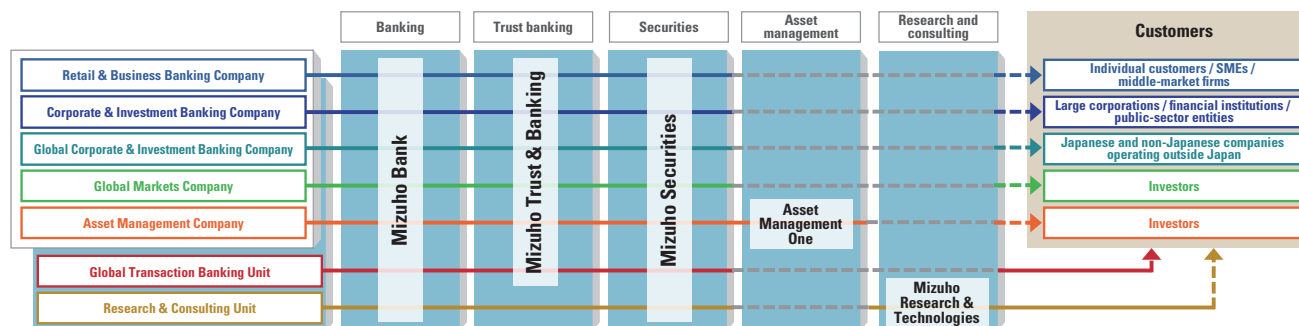 Banking
Trust banking
Securities
Asset
management
Research and
consulting
Customers
Retail & Business Banking Company
Individual customers / SMEs /
middle-market firms
Corporate & Investment Banking Company
Large corporations / financial institutions /
public-sector entities
Global Corporate & Investment Banking Company
Japanese and non-Japanese companies
operating outside Japan
Global Markets Company
Investors
Asset Management Company
Investors
Global Transaction Banking Unit
Research & Consulting Unit
Mizuho Bank
Mizuho Trust & Banking
Mizuho Securities
Asset
Management
One
Mizuho
Research &
Technologies